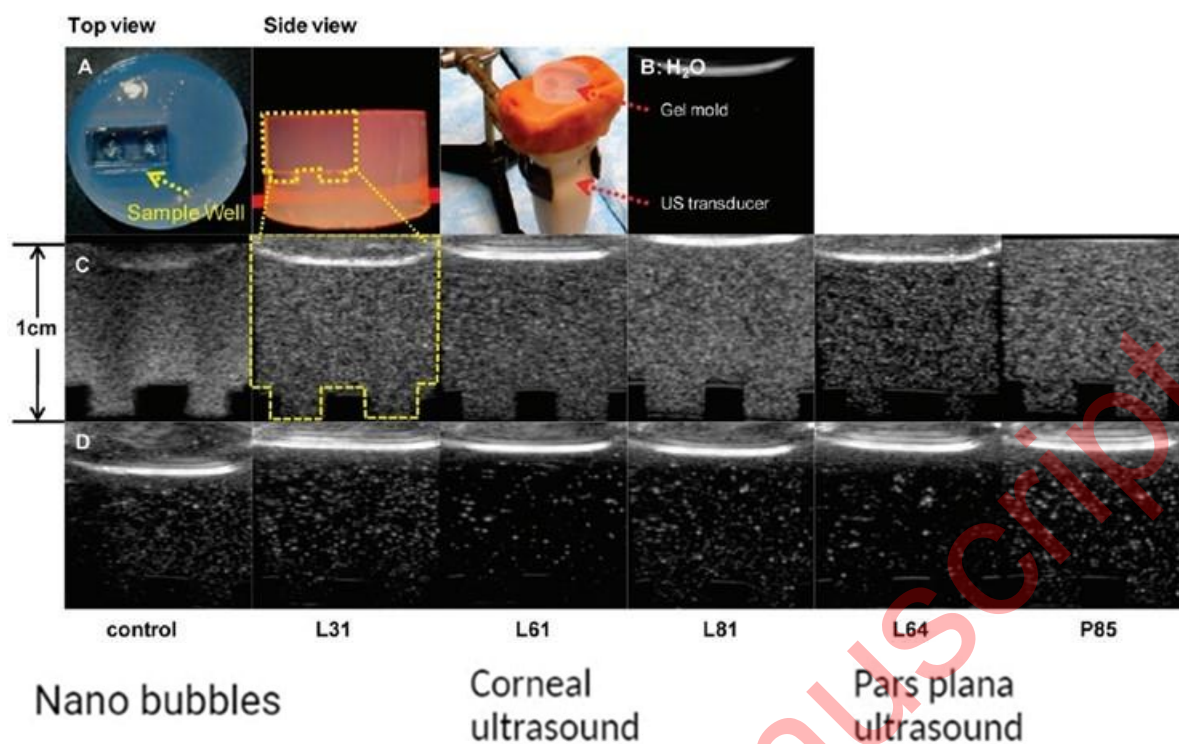 Top view
Side view
A
Sample Well
B: H₂O
Gel mold
US transducer
C
1cm
D
control
L31
L61
L81
L64
P85
Nano bubbles
Corneal
ultrasound
Pars plana
ultrasound
uscript